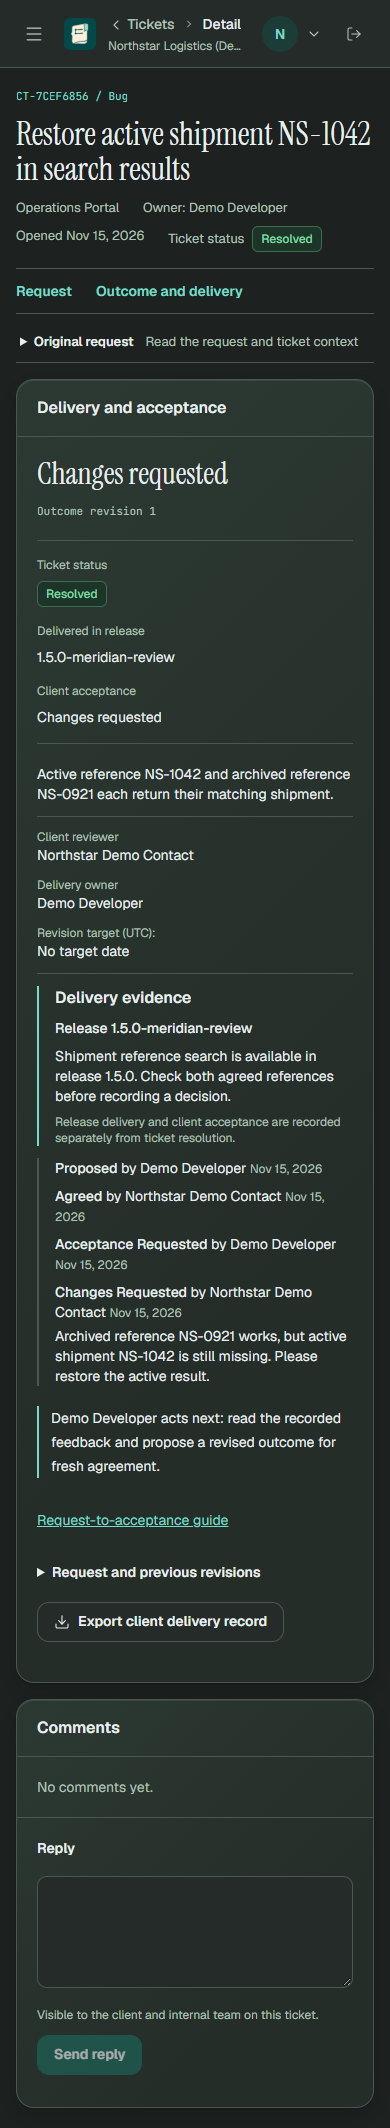 Tickets > Detail
Northstar Logistics (De...
N
CT-7CEF6856 / Bug
Restore active shipment NS-1042
in search results
Operations Portal Owner: Demo Developer
Opened Nov 15, 2026 Ticket status Resolved
Request Outcome and delivery
Original request Read the request and ticket context
Delivery and acceptance
Changes requested
Outcome revision 1
Ticket status
Resolved
Delivered in release
1.5.0-meridian-review
Client acceptance
Changes requested
Active reference NS-1042 and archived reference
NS-0921 each return their matching shipment.
Client reviewer
Northstar Demo Contact
Delivery owner
Demo Developer
Revision target (UTC):
No target date
Delivery evidence
Release 1.5.0-meridian-review
Shipment reference search is available in
release 1.5.0. Check both agreed references
before recording a decision.
Release delivery and client acceptance are recorded
separately from ticket resolution.
Proposed by Demo Developer Nov 15, 2026
Agreed by Northstar Demo Contact Nov 15,
2026
Acceptance Requested by Demo Developer
Nov 15, 2026
Changes Requested by Northstar Demo
Contact Nov 15, 2026
Archived reference NS-0921 works, but active
shipment NS-1042 is still missing. Please
restore the active result.
Demo Developer acts next: read the recorded
feedback and propose a revised outcome for
fresh agreement.
Request-to-acceptance guide
Request and previous revisions
Export client delivery record
Comments
No comments yet.
Reply
Visible to the client and internal team on this ticket.
Send reply